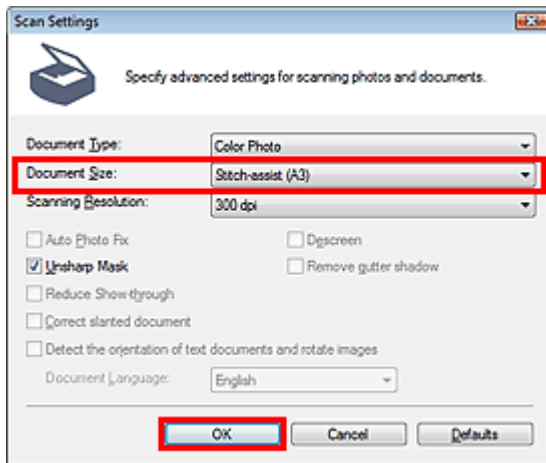 Scan Settings
Specify advanced settings for scanning photos and documents.
Document Type: Color Photo
Document Size: Stitch-assist (A3)
Scanning Resolution: 300 dpi
Auto Photo Fix Descreen
Unsharp Mask Remove gutter shadow
Reduce Show-through
Correct slanted document
Detect the orientation of text documents and rotate images
Document Language: English
OK Cancel Defaults